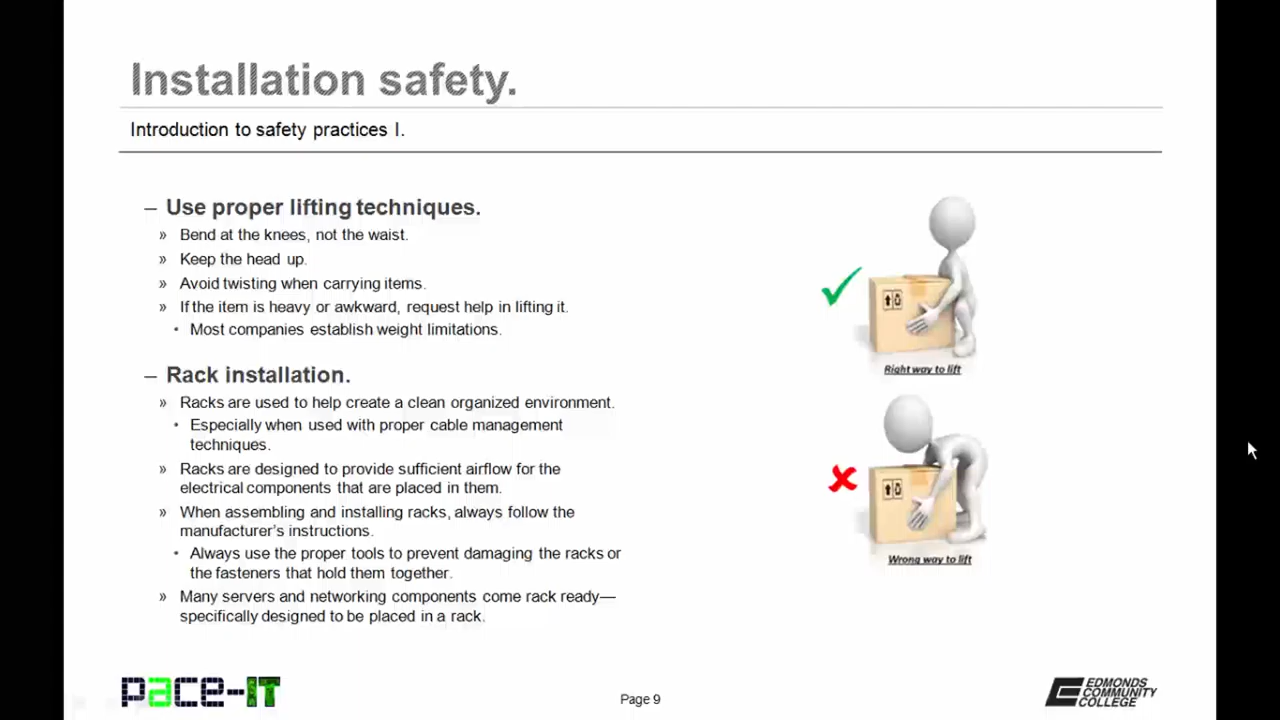 Installation safety.
Introduction to safety practices I.
– Use proper lifting techniques.
» Bend at the knees, not the waist.
» Keep the head up.
» Avoid twisting when carrying items.
» If the item is heavy or awkward, request help in lifting it.
• Most companies establish weight limitations.
– Rack installation.
» Racks are used to help create a clean organized environment.
• Especially when used with proper cable management
techniques.
» Racks are designed to provide sufficient airflow for the
electrical components that are placed in them.
» When assembling and installing racks, always follow the
manufacturer's instructions.
• Always use the proper tools to prevent damaging the racks or
the fasteners that hold them together.
» Many servers and networking components come rack ready—
specifically designed to be placed in a rack.
Right way to lift
Wrong way to lift
pace-IT
Page 9
EDMONDS
COMMUNITY
COLLEGE